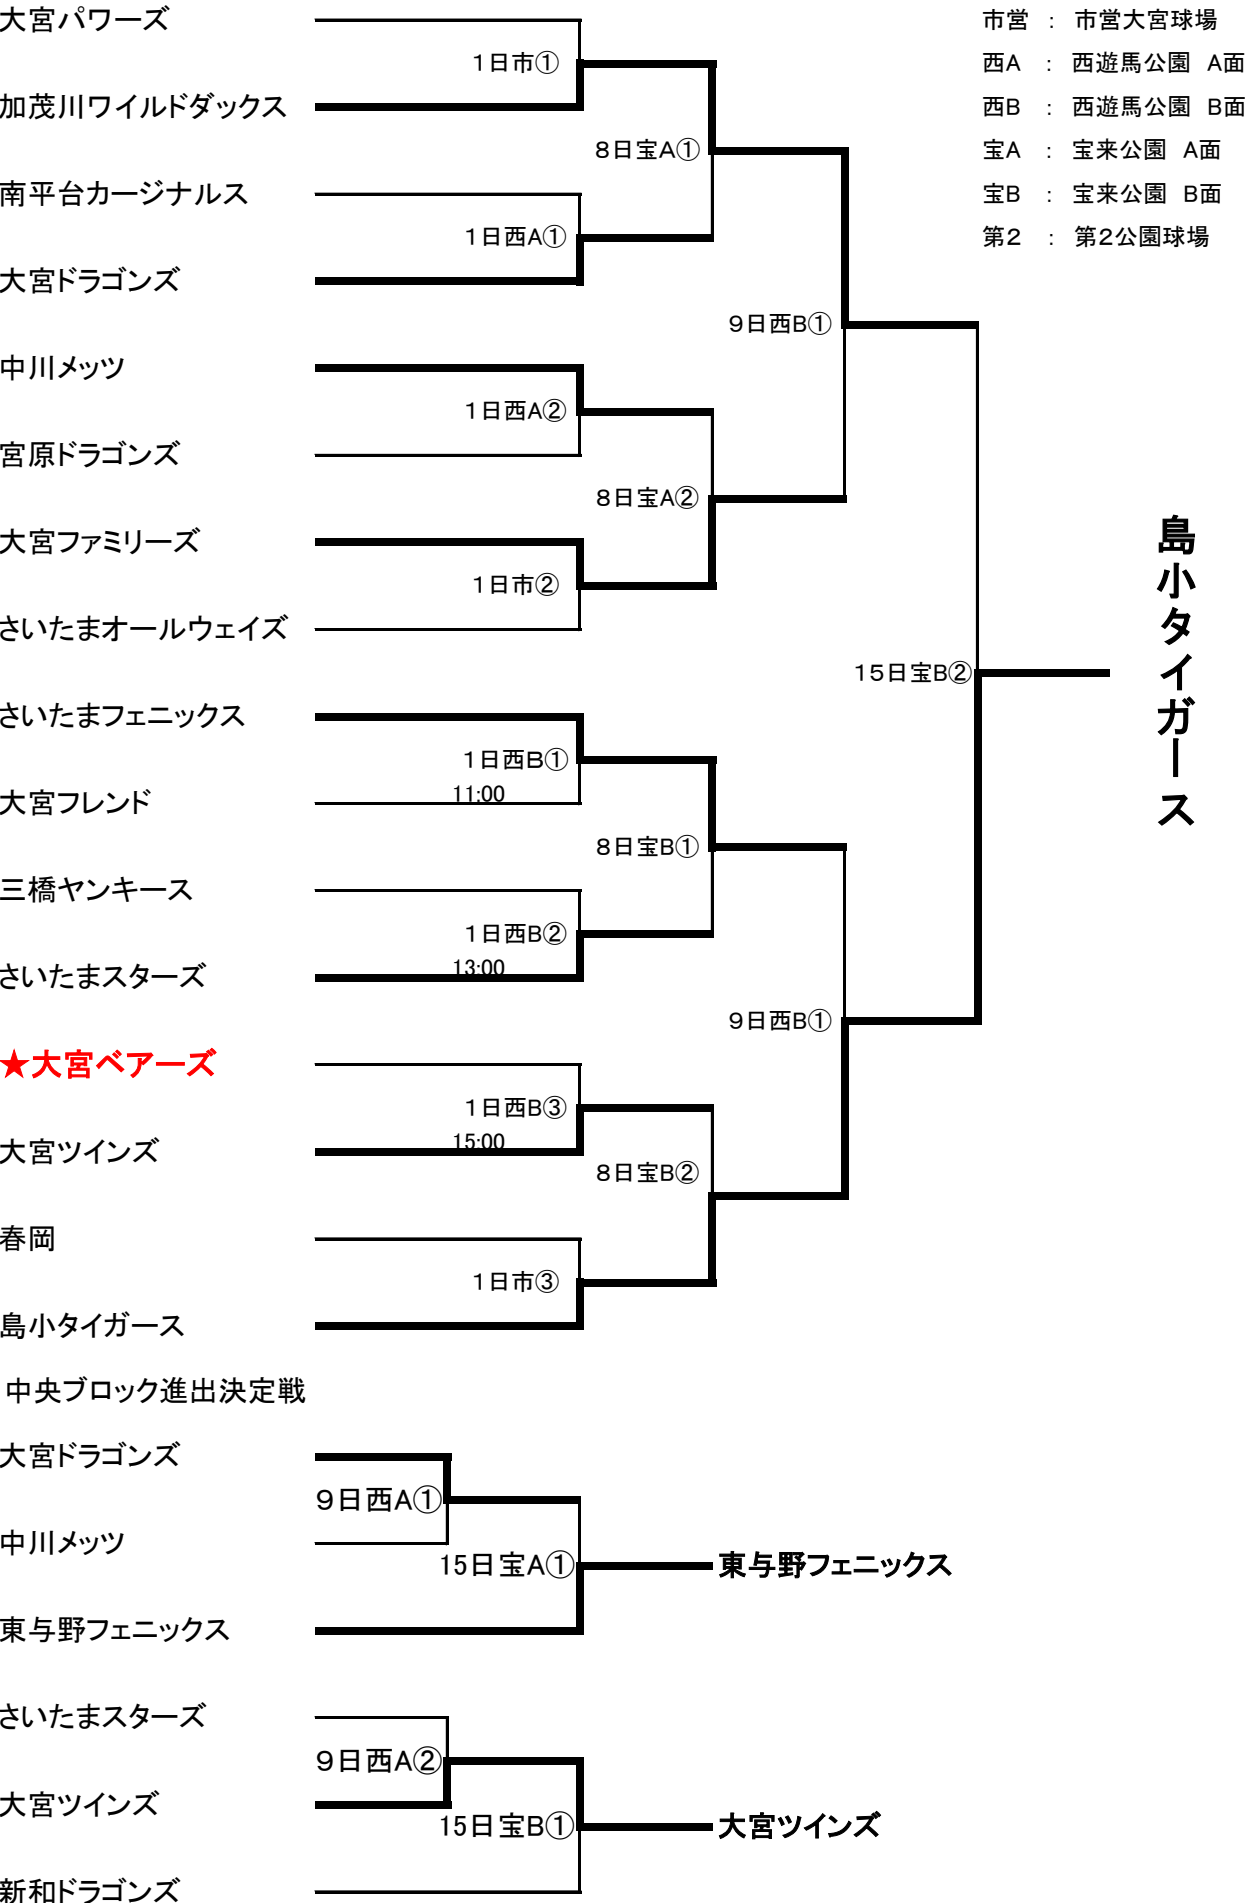 大宮パワーズ
市営 : 市営大宮球場
1日市①
西A : 西遊馬公園 A面
加茂川ワイルドダックス
西B : 西遊馬公園 B面
8日宝A①
宝A : 宝来公園 A面
南平台カージナルス
宝B : 宝来公園 B面
1日西A①
第2 : 第2公園球場
大宮ドラゴンズ
9日西B①
中川メッツ
1日西A②
宮原ドラゴンズ
8日宝A②
大宮ファミリーズ
1日市②
さいたまオールウェイズ
15日宝B②
島小タイガース
さいたまフェニックス
1日西B①
11:00
大宮フレンド
8日宝B①
三橋ヤンキース
1日西B②
13:00
さいたまスターズ
9日西B①
★大宮ベアーズ
1日西B③
15:00
大宮ツインズ
8日宝B②
春岡
1日市③
島小タイガース
中央ブロック進出決定戦
大宮ドラゴンズ
9日西A①
中川メッツ
15日宝A①
東与野フェニックス
東与野フェニックス
さいたまスターズ
9日西A②
大宮ツインズ
15日宝B①
大宮ツインズ
新和ドラゴンズ